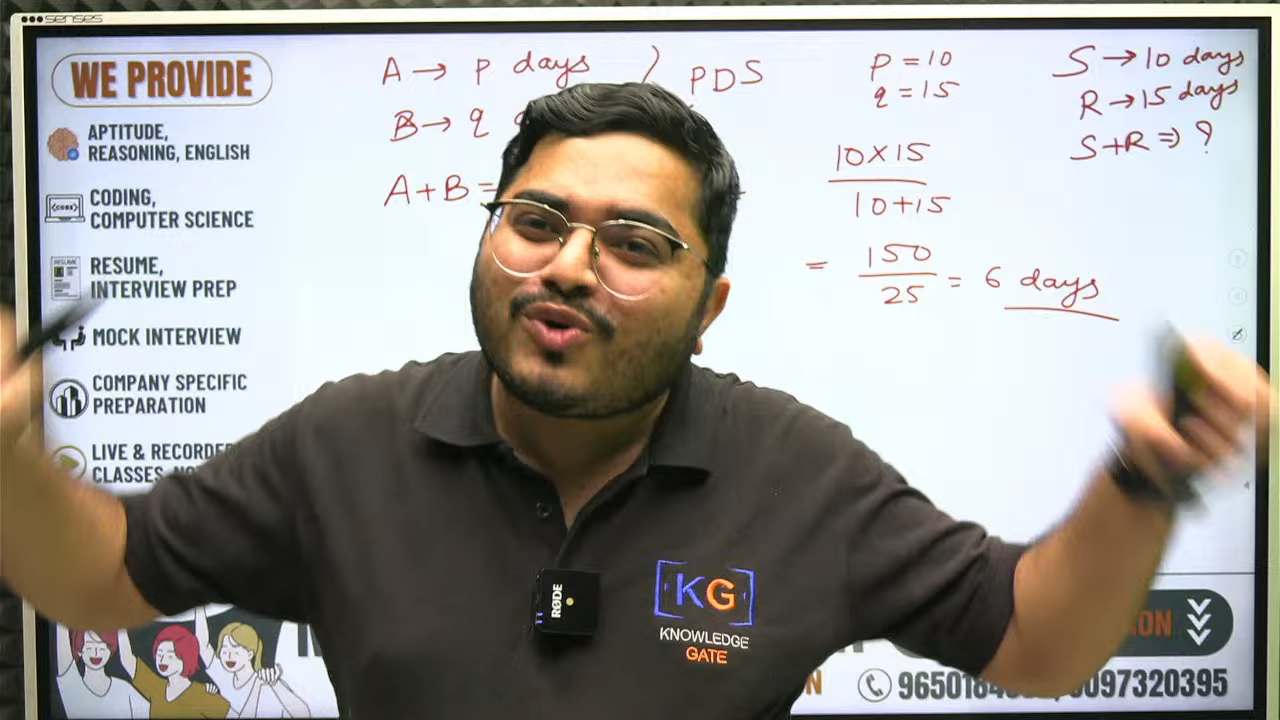 senses
WE PROVIDE
APTITUDE,
REASONING, ENGLISH
CODING,
COMPUTER SCIENCE
RESUME,
INTERVIEW PREP
MOCK INTERVIEW
COMPANY SPECIFIC
PREPARATION
LIVE & RECORDED
CLASSES,
A → p days
B → q
A+B =
PDS
p = 10
q = 15
10×15
10+15
= 150
25
= 6 days
S → 10 days
R → 15 days
S+R ⇒ ?
RØDE
KG
KNOWLEDGE
GATE
097320395